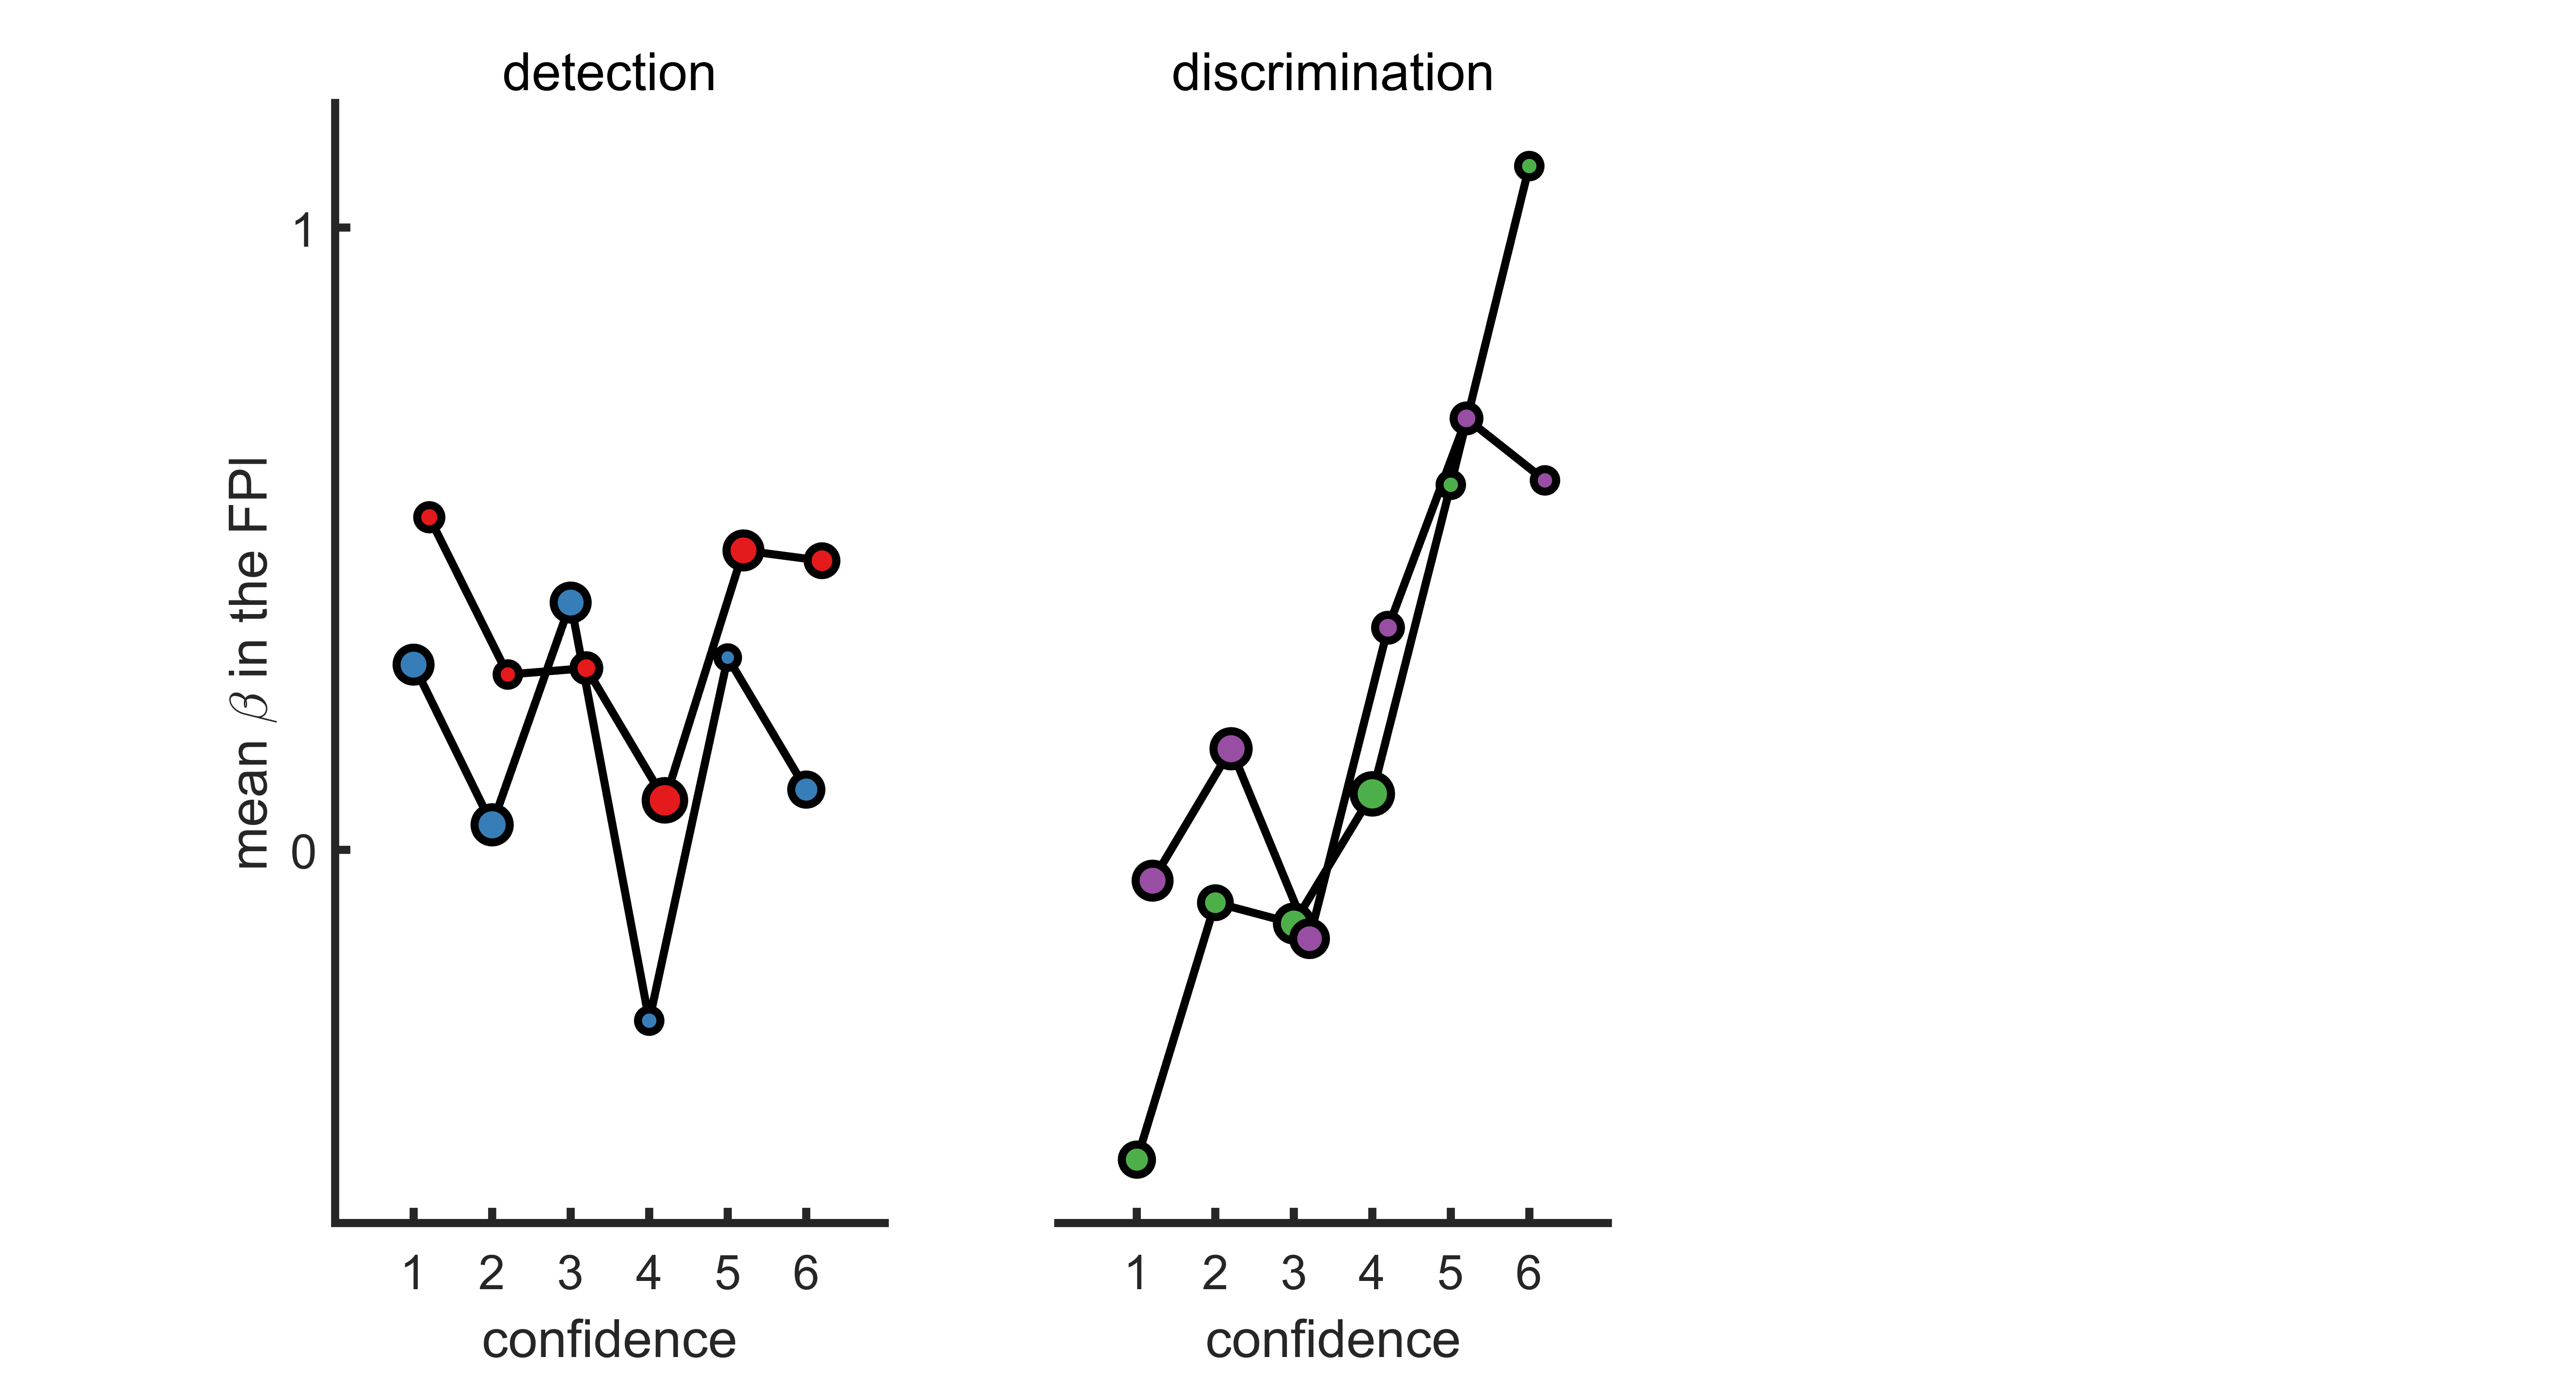 detection
discrimination
mean β in the FPI
1
0
1 2 3 4 5 6
1 2 3 4 5 6
confidence
confidence